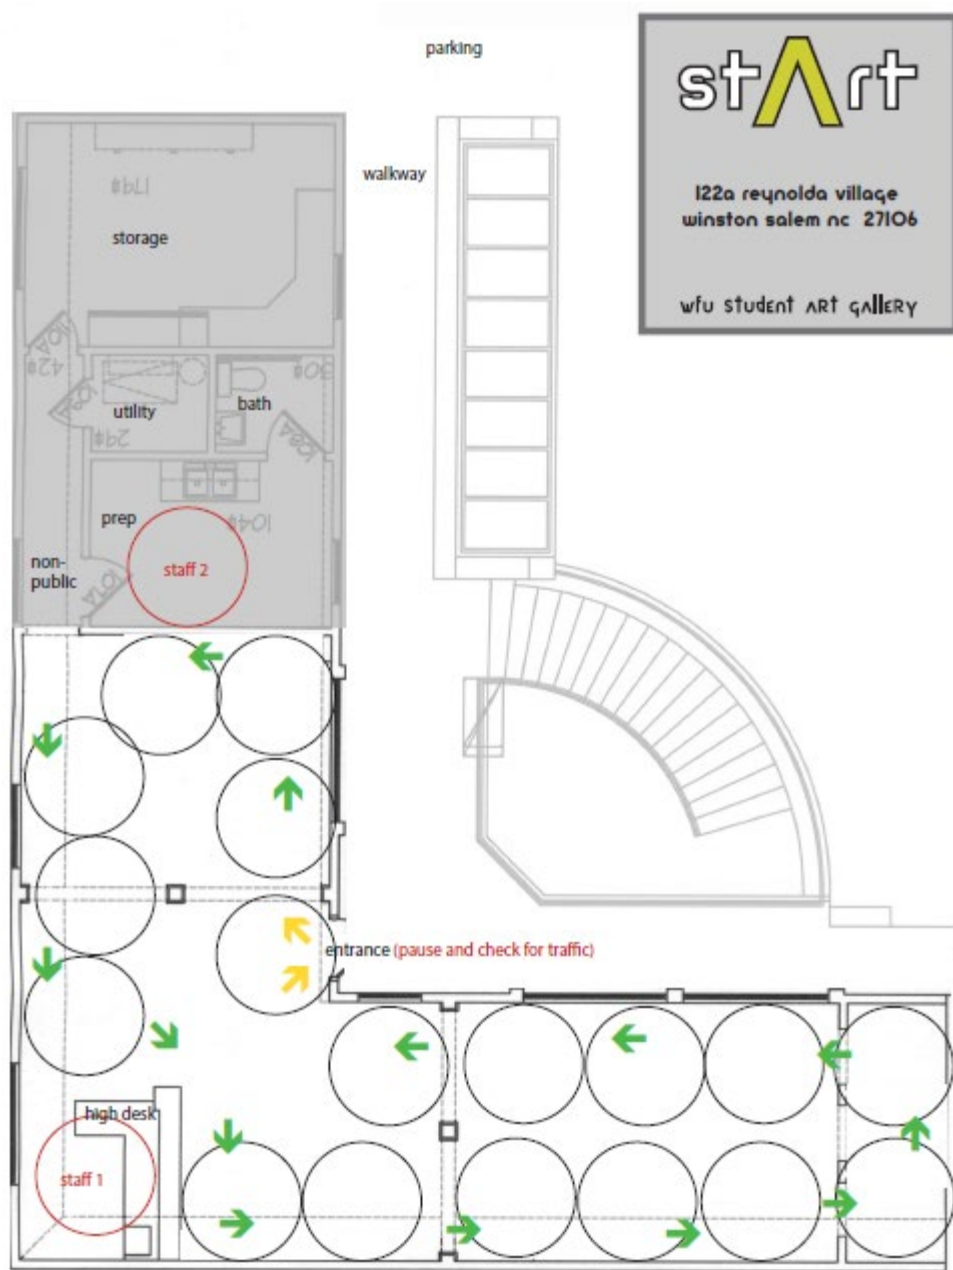 parking
stArt
122a reynolda village
winston salem nc 27106
wfu student art gallery
walkway
storage
utility
bath
prep
non-
public
staff 2
entrance (pause and check for traffic)
high desk
staff 1